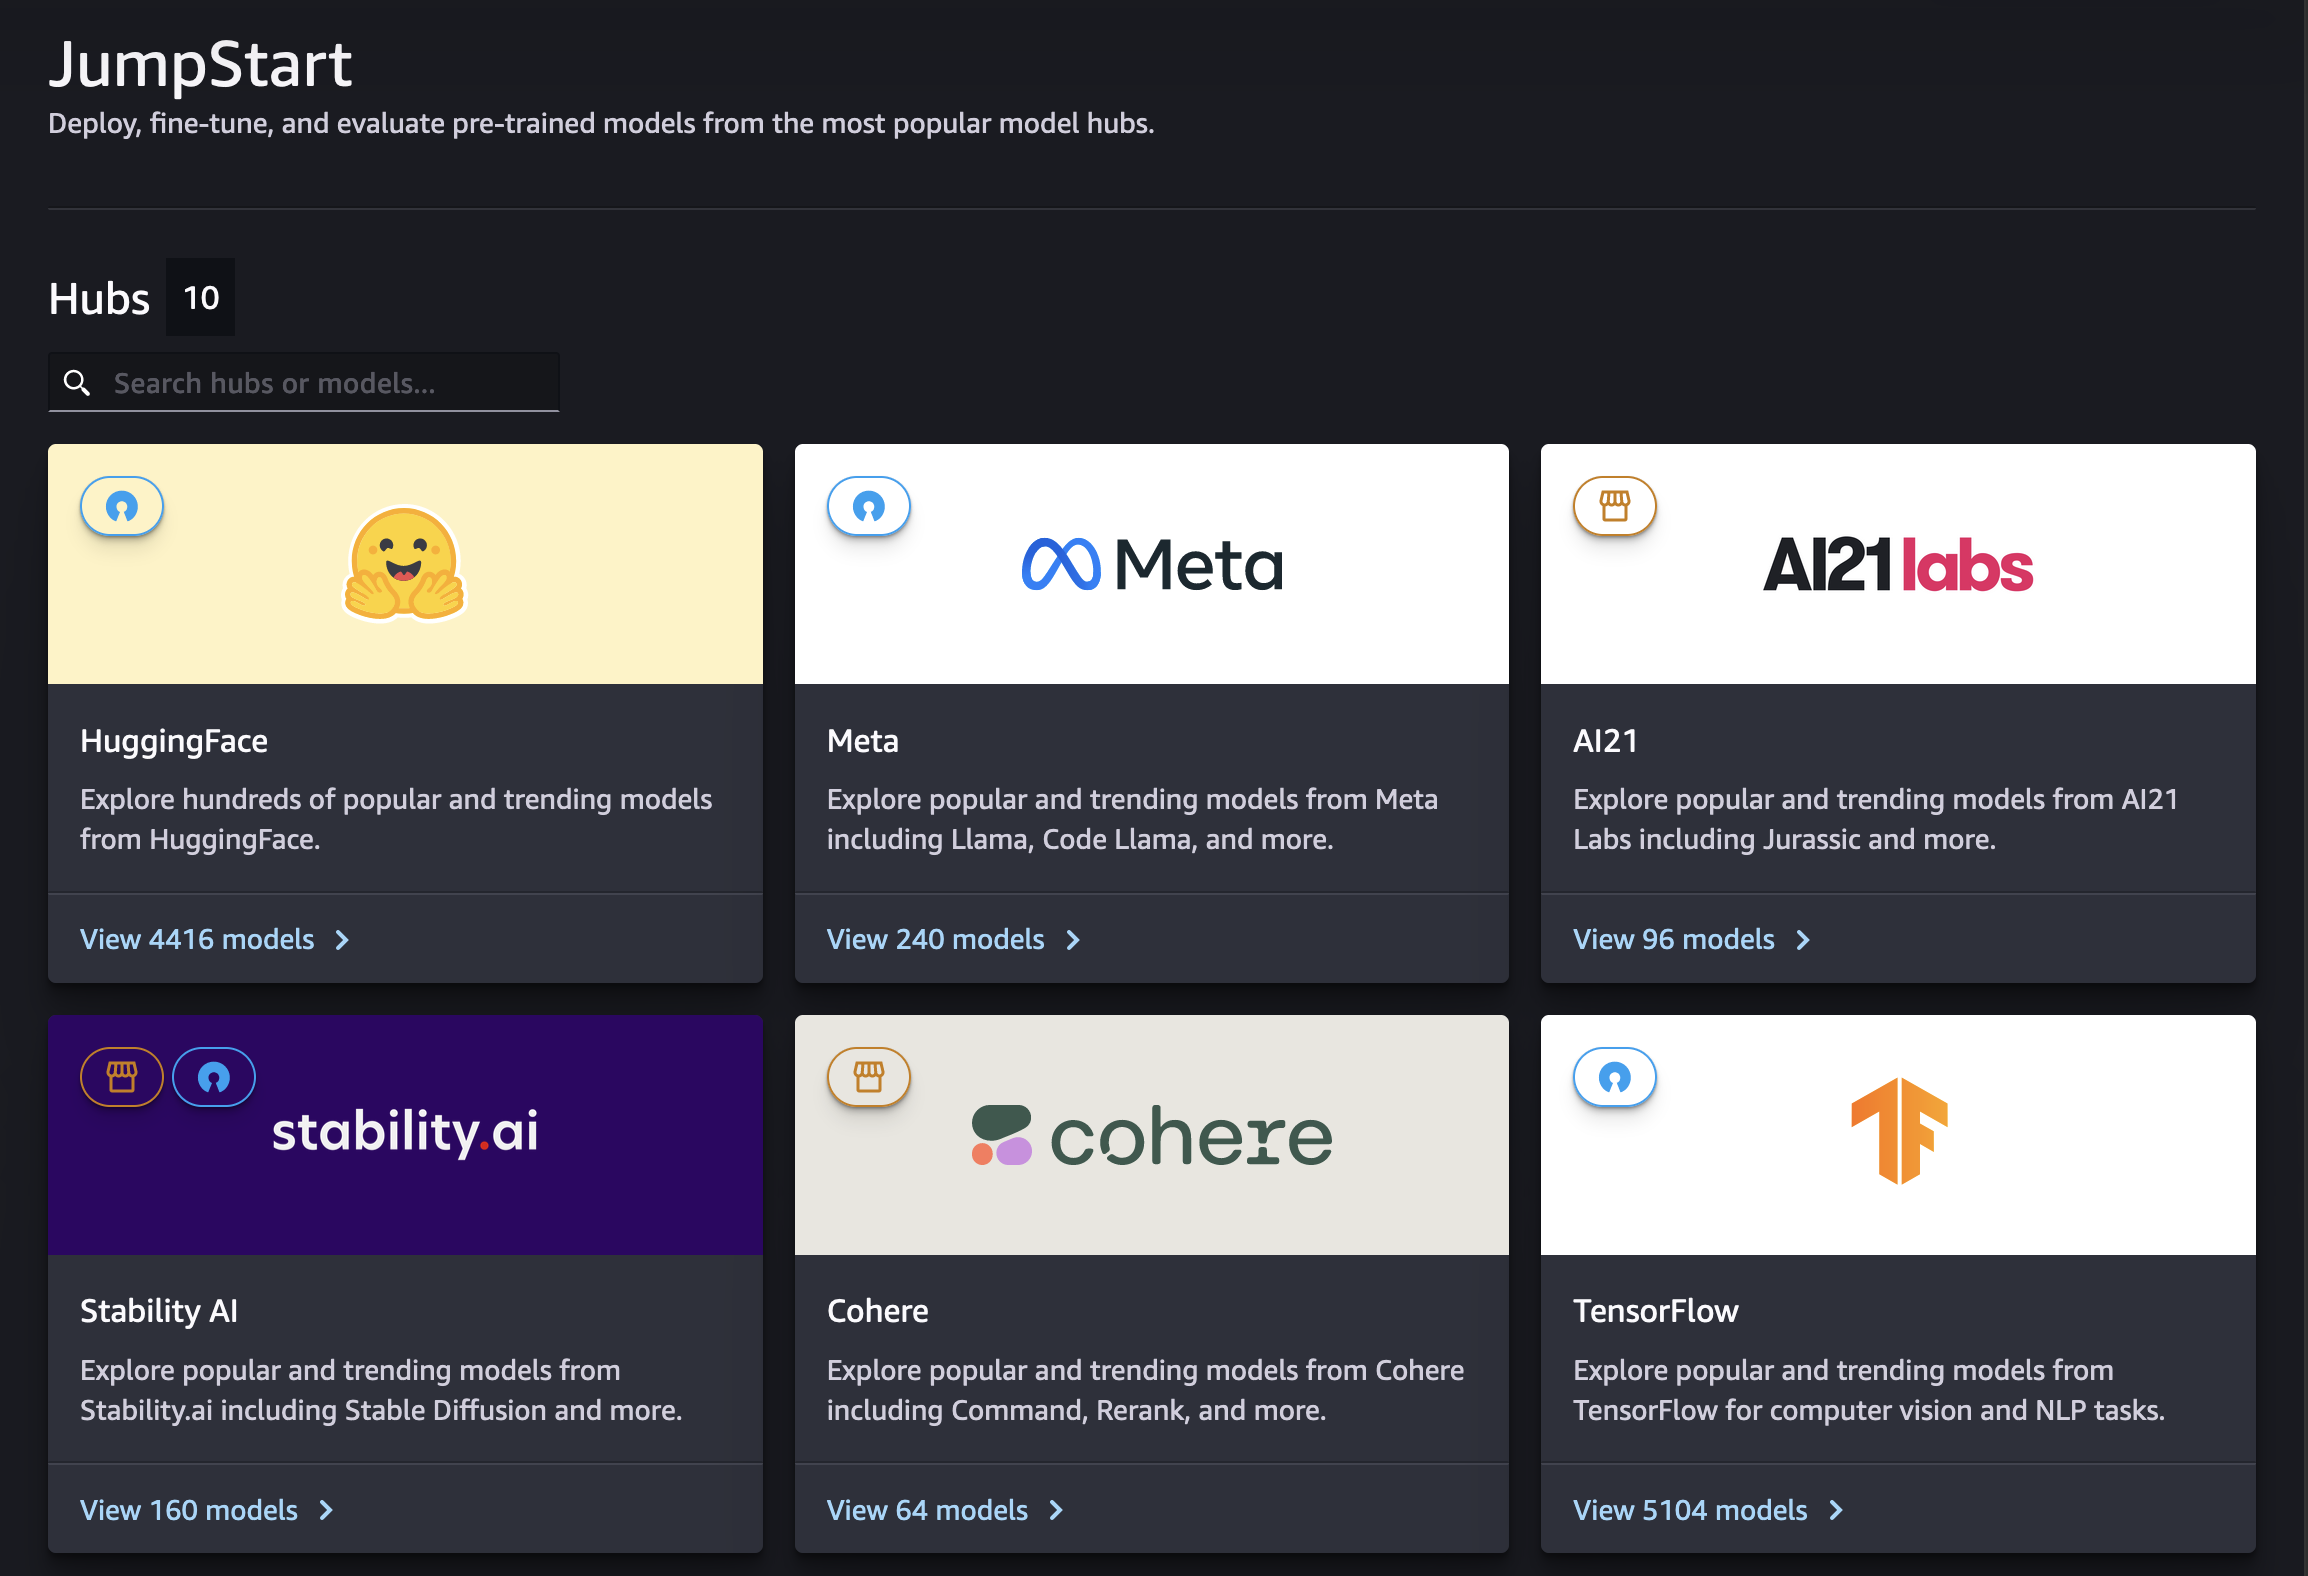 JumpStart
Deploy, fine-tune, and evaluate pre-trained models from the most popular model hubs.
Hubs 10
Search hubs or models...
Meta
AI21 labs
HuggingFace
Explore hundreds of popular and trending models
from HuggingFace.
View 4416 models
Meta
Explore popular and trending models from Meta
including Llama, Code Llama, and more.
View 240 models
AI21
Explore popular and trending models from AI21
Labs including Jurassic and more.
View 96 models
stability.ai
cohere
Stability AI
Explore popular and trending models from
Stability.ai including Stable Diffusion and more.
View 160 models
Cohere
Explore popular and trending models from Cohere
including Command, Rerank, and more.
View 64 models
TensorFlow
Explore popular and trending models from
TensorFlow for computer vision and NLP tasks.
View 5104 models